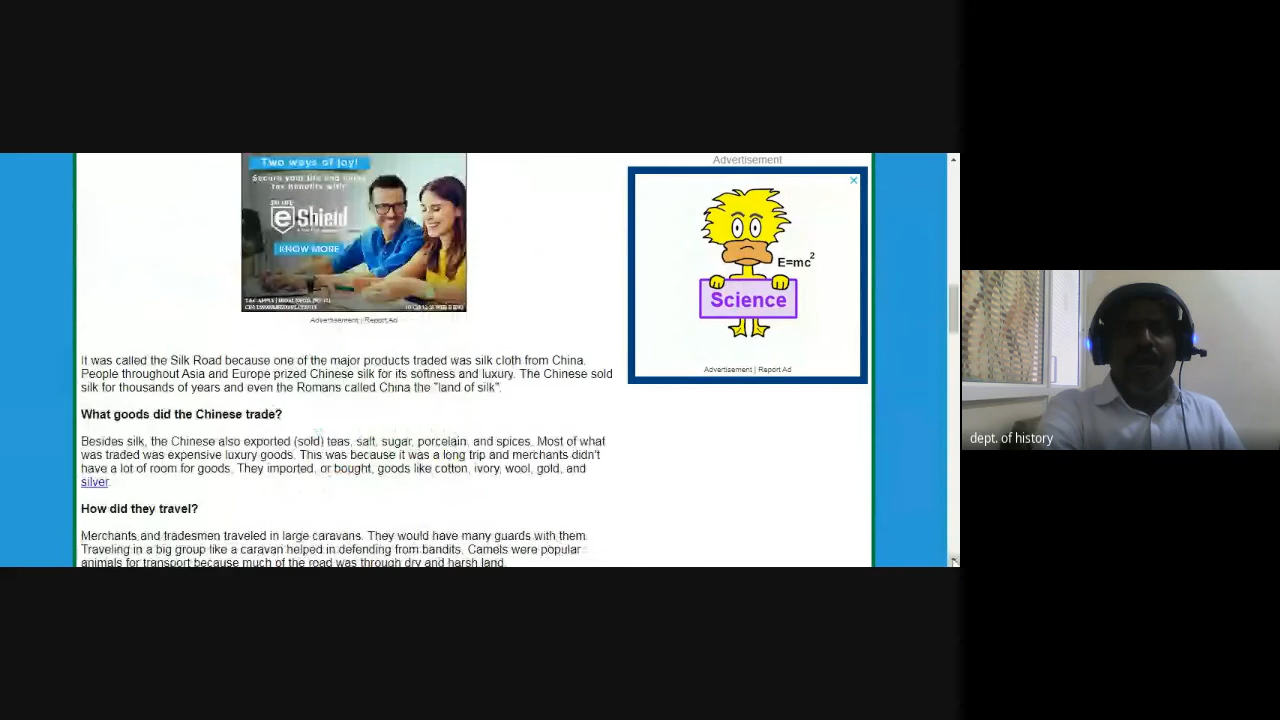 Two ways of joy!
Secure your life and
tax Benefits with
SBI LIFE
eShield
KNOW MORE
Advertisement | Report Ad
Advertisement
E=mc2
Science
Advertisement | Report Ad
It was called the Silk Road because one of the major products traded was silk cloth from China.
People throughout Asia and Europe prized Chinese silk for its softness and luxury. The Chinese sold
silk for thousands of years and even the Romans called China the "land of silk".
What goods did the Chinese trade?
Besides silk, the Chinese also exported (sold) teas, salt, sugar, porcelain, and spices. Most of what
was traded was expensive luxury goods. This was because it was a long trip and merchants didn't
have a lot of room for goods. They imported, or bought, goods like cotton, ivory, wool, gold, and
silver.
How did they travel?
Merchants and tradesmen traveled in large caravans. They would have many guards with them.
Traveling in a big group like a caravan helped in defending from bandits. Camels were popular
animals for transport because much of the road was through dry and harsh land.
dept. of history